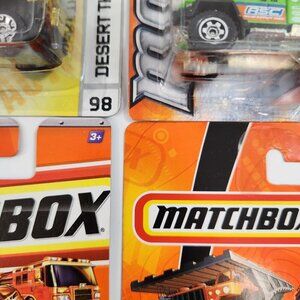 DESERT T
98
3+
BOX
MATCHBOX